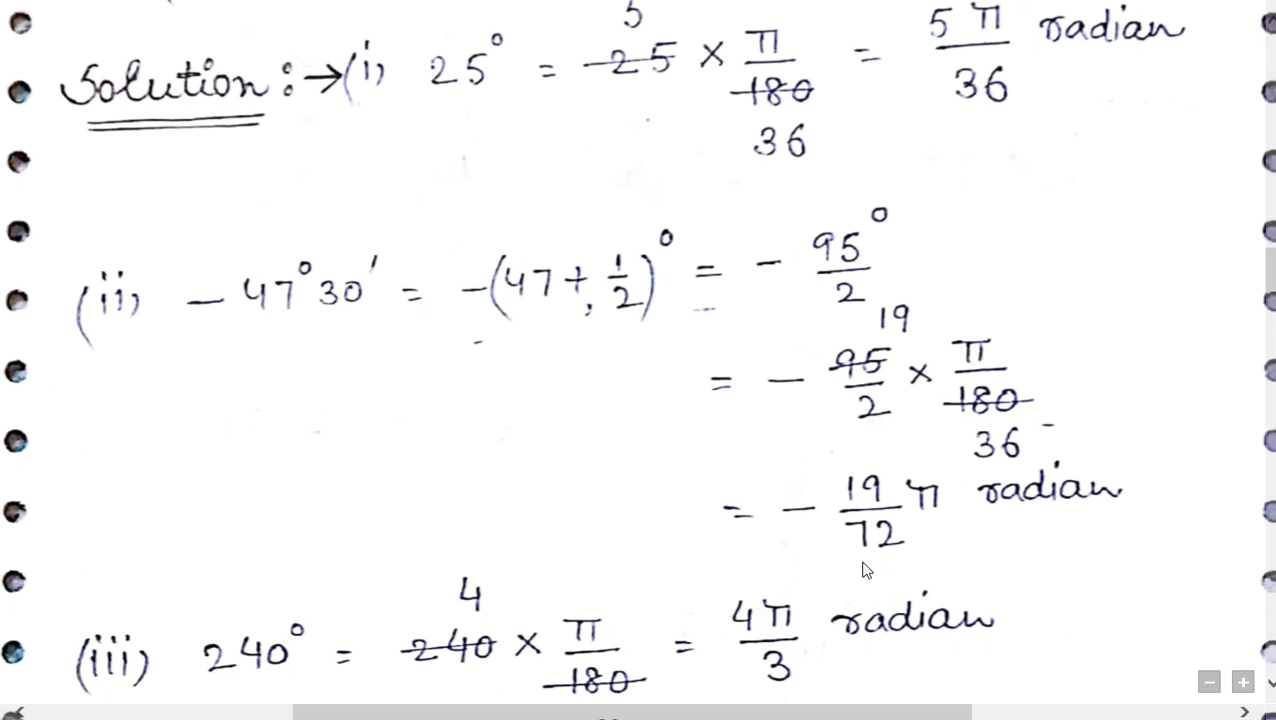 5
Solution:→(i) 25° = 25 × π/180 = 5π/36 radian
36
(ii) - 47°30' = -(47+1/2)° = - 95°/2
19
= - 95/2 × π/180
36
= - 19/72 π radian
4
(iii) 240° = 240 × π/180 = 4π/3 radian